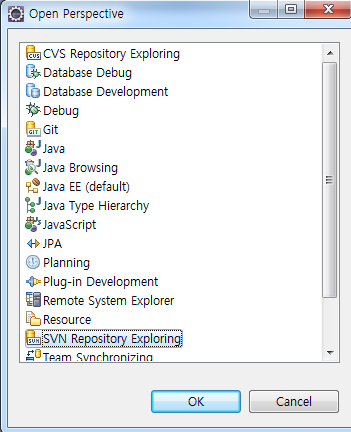 Open Perspective
CVS Repository Exploring
Database Debug
Database Development
Debug
Git
Java
Java Browsing
Java EE (default)
Java Type Hierarchy
JavaScript
JPA
Planning
Plug-in Development
Remote System Explorer
Resource
SVN Repository Exploring
Team Synchronizing
OK
Cancel